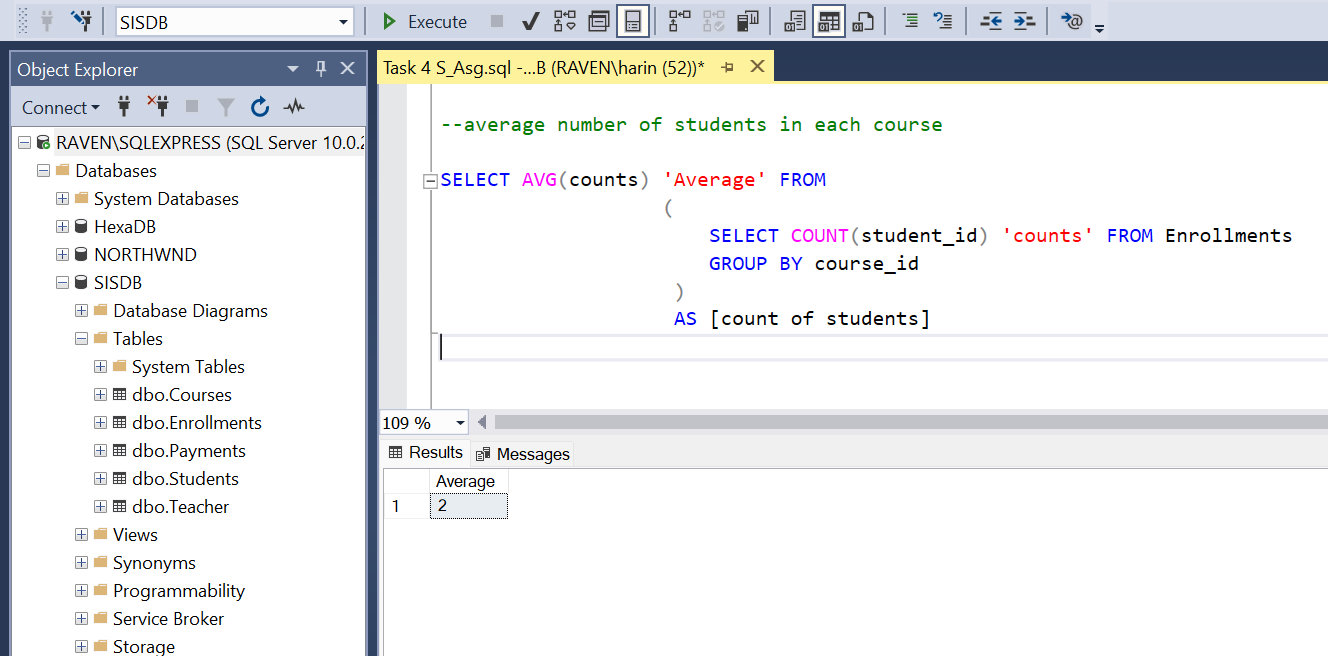 SISDB
Execute
Object Explorer
Connect
RAVEN\SQLEXPRESS (SQL Server 10.0.2
Databases
System Databases
HexaDB
NORTHWND
SISDB
Database Diagrams
Tables
System Tables
dbo.Courses
dbo.Enrollments
dbo.Payments
dbo.Students
dbo.Teacher
Views
Synonyms
Programmability
Service Broker
Storage
Task 4 S_Asg.sql -...B (RAVEN\harin (52))*
--average number of students in each course
SELECT AVG(counts) 'Average' FROM
(
SELECT COUNT(student_id) 'counts' FROM Enrollments
GROUP BY course_id
)
AS [count of students]
109 %
Results
Messages
Average
1 2